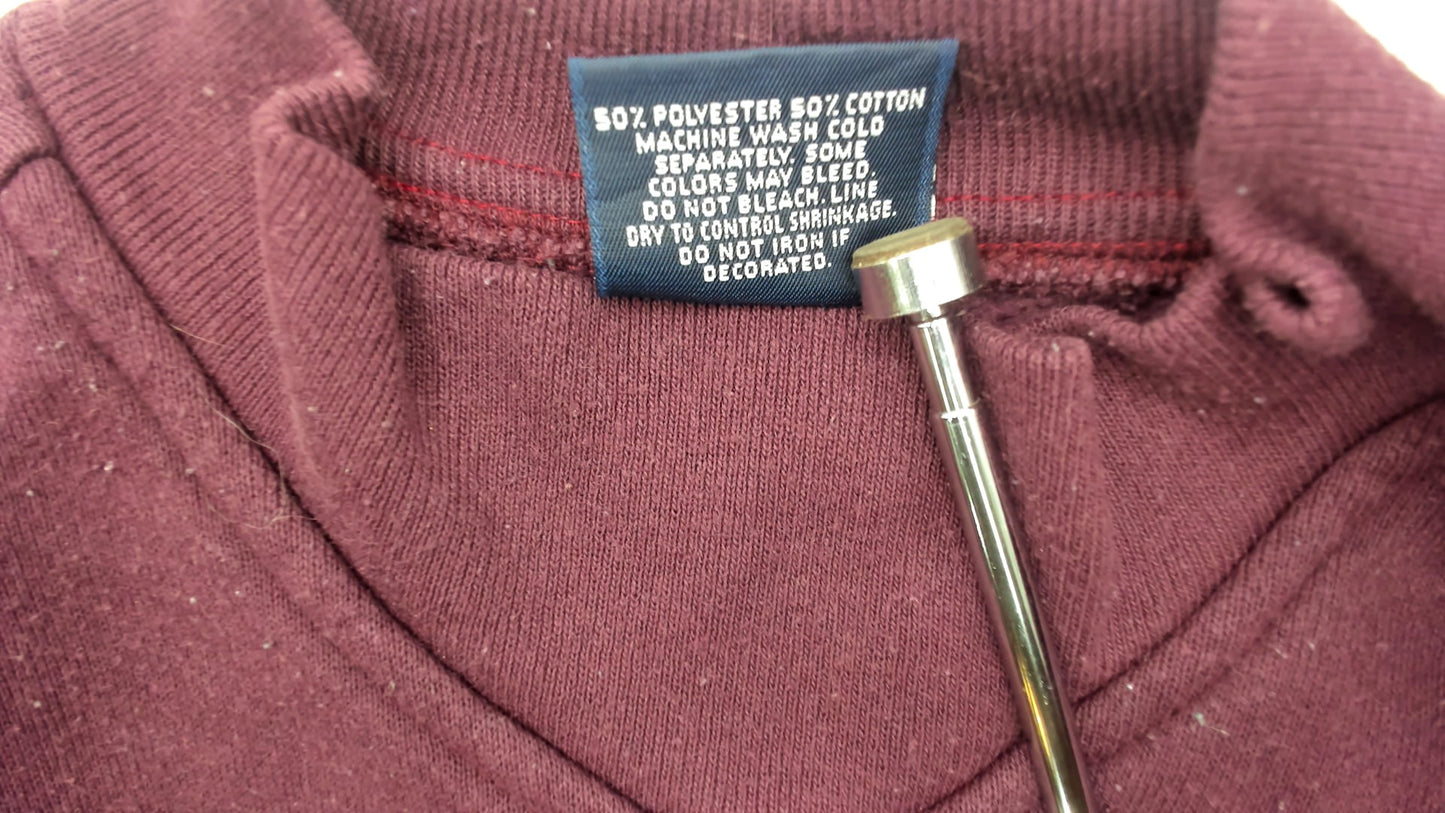 50% POLYESTER 50% COTTON
MACHINE WASH COLD
SEPARATELY. SOME
COLORS MAY BLEED.
DO NOT BLEACH. LINE
DRY TO CONTROL SHRINKAGE.
DO NOT IRON IF
DECORATED.